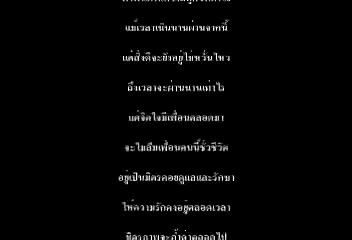 แม้เวลาเนิ่นนานผ่านจากนี้
แต่สิ่งดีจะยังอยู่ไม่หวั่นไหว
ถึงเวลาจะผ่านนานเท่าไร
แต่จิตใจมีเพื่อนตลอดมา
จะไม่ลืมเพื่อนคนนี้ชั่วชีวิต
อยู่เป็นมิตรคอยดูแลและรักษา
ให้ความรักคงอยู่ตลอดเวลา